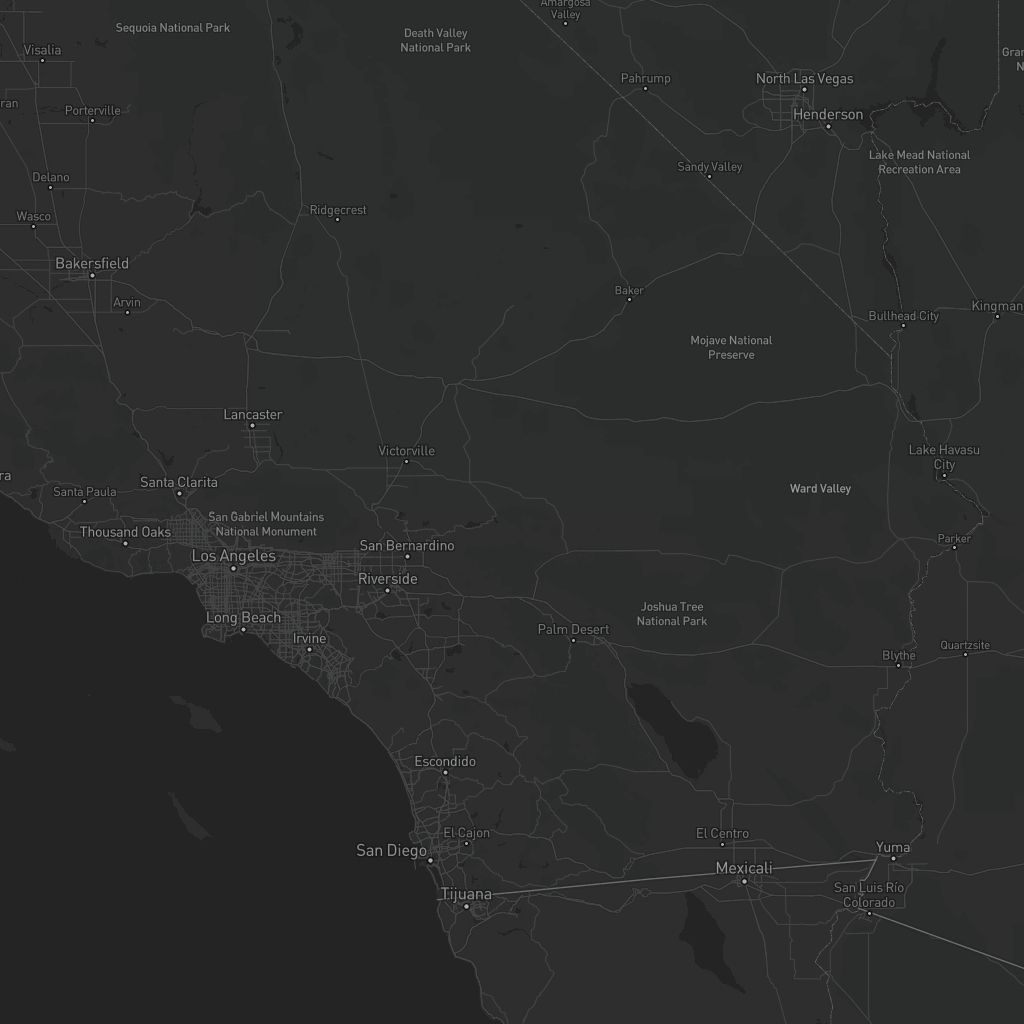 Amargosa
Valley
Sequoia National Park
Death Valley
National Park
Visalia
Gran
N
Pahrump
North Las Vegas
ran
Porterville
Henderson
Lake Mead National
Recreation Area
Sandy Valley
Delano
Ridgecrest
Wasco
Bakersfield
Baker
Arvin
Kingman
Bullhead City
Mojave National
Preserve
Lancaster
Victorville
Lake Havasu
City
ra
Santa Clarita
Santa Paula
Ward Valley
San Gabriel Mountains
National Monument
Thousand Oaks
Parker
San Bernardino
Los Angeles
Riverside
Joshua Tree
National Park
Long Beach
Palm Desert
Irvine
Quartzsite
Blythe
Escondido
El Cajon
El Centro
San Diego
Yuma
Mexicali
Tijuana
San Luis Río
Colorado